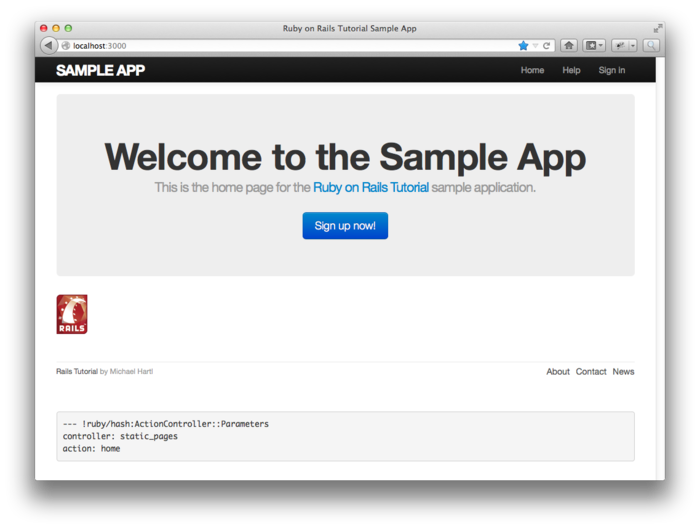 Ruby on Rails Tutorial Sample App
localhost:3000
SAMPLE APP Home Help Sign in
Welcome to the Sample App
This is the home page for the Ruby on Rails Tutorial sample application.
Sign up now!
RAILS
Rails Tutorial by Michael Hartl About Contact News
--- !ruby/hash:ActionController::Parameters
controller: static_pages
action: home